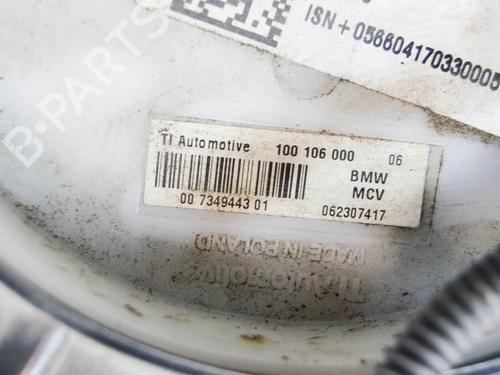 ISN+056604170330005
TI Automotive 100 106 000 06
BMW
MCV
00 7349443 01
062307417
TI AUTOMOTIVE
MADE IN POLAND
B-PARTS